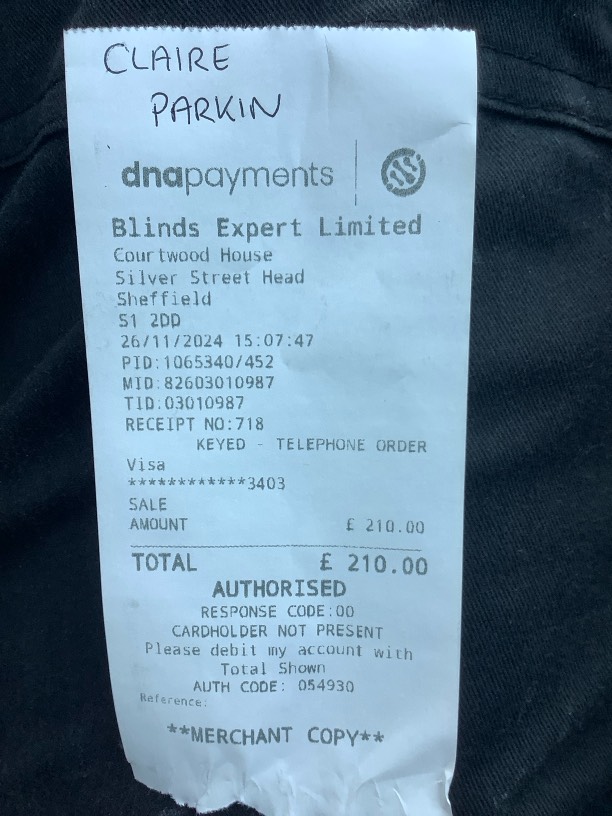 CLAIRE
PARKIN
dnapayments
Blinds Expert Limited
Courtwood House
Silver Street Head
Sheffield
S1 2DD
26/11/2024 15:07:47
PID:1065340/452
MID:82603010987
TID:03010987
RECEIPT NO:718
KEYED - TELEPHONE ORDER
Visa
************3403
SALE
AMOUNT £ 210.00
TOTAL £ 210.00
AUTHORISED
RESPONSE CODE:00
CARDHOLDER NOT PRESENT
Please debit my account with
Total Shown
AUTH CODE: 054930
Reference:
**MERCHANT COPY**